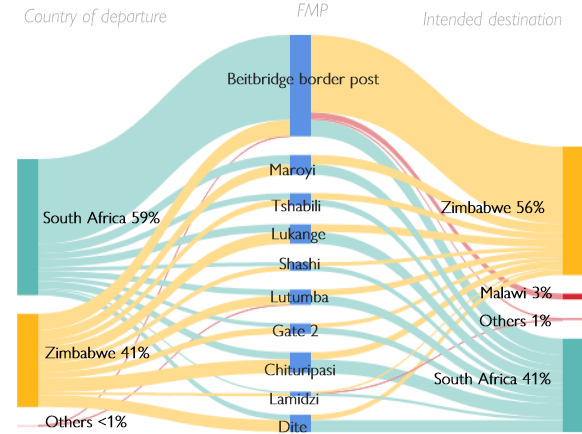 Country of departure
FMP
Intended destination
Beitbridge border post
Maroyi
Tshabili
Lukange
Shashi
Lutumba
Gate 2
Chituripasi
Lamidzi
Dite
South Africa 59%
Zimbabwe 41%
Others <1%
Zimbabwe 56%
Malawi 3%
Others 1%
South Africa 41%